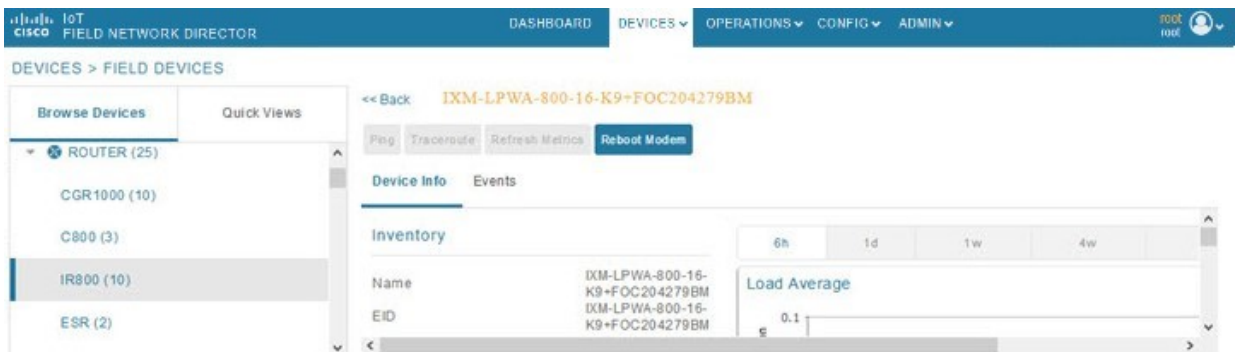 IoT
CISCO FIELD NETWORK DIRECTOR
DASHBOARD DEVICES OPERATIONS CONFIG ADMIN
root
root
DEVICES > FIELD DEVICES
Browse Devices Quick Views
ROUTER (25)
CGR1000 (10)
C800 (3)
IR800 (10)
ESR (2)
<< Back IXM-LPWA-800-16-K9+FOC204279BM
Ping Traceroute Refresh Metrics Reboot Modem
Device Info Events
Inventory
Name IXM-LPWA-800-16-
K9+FOC204279BM
EID IXM-LPWA-800-16-
K9+FOC204279BM
6h 1d 1w 4w
Load Average
0.1